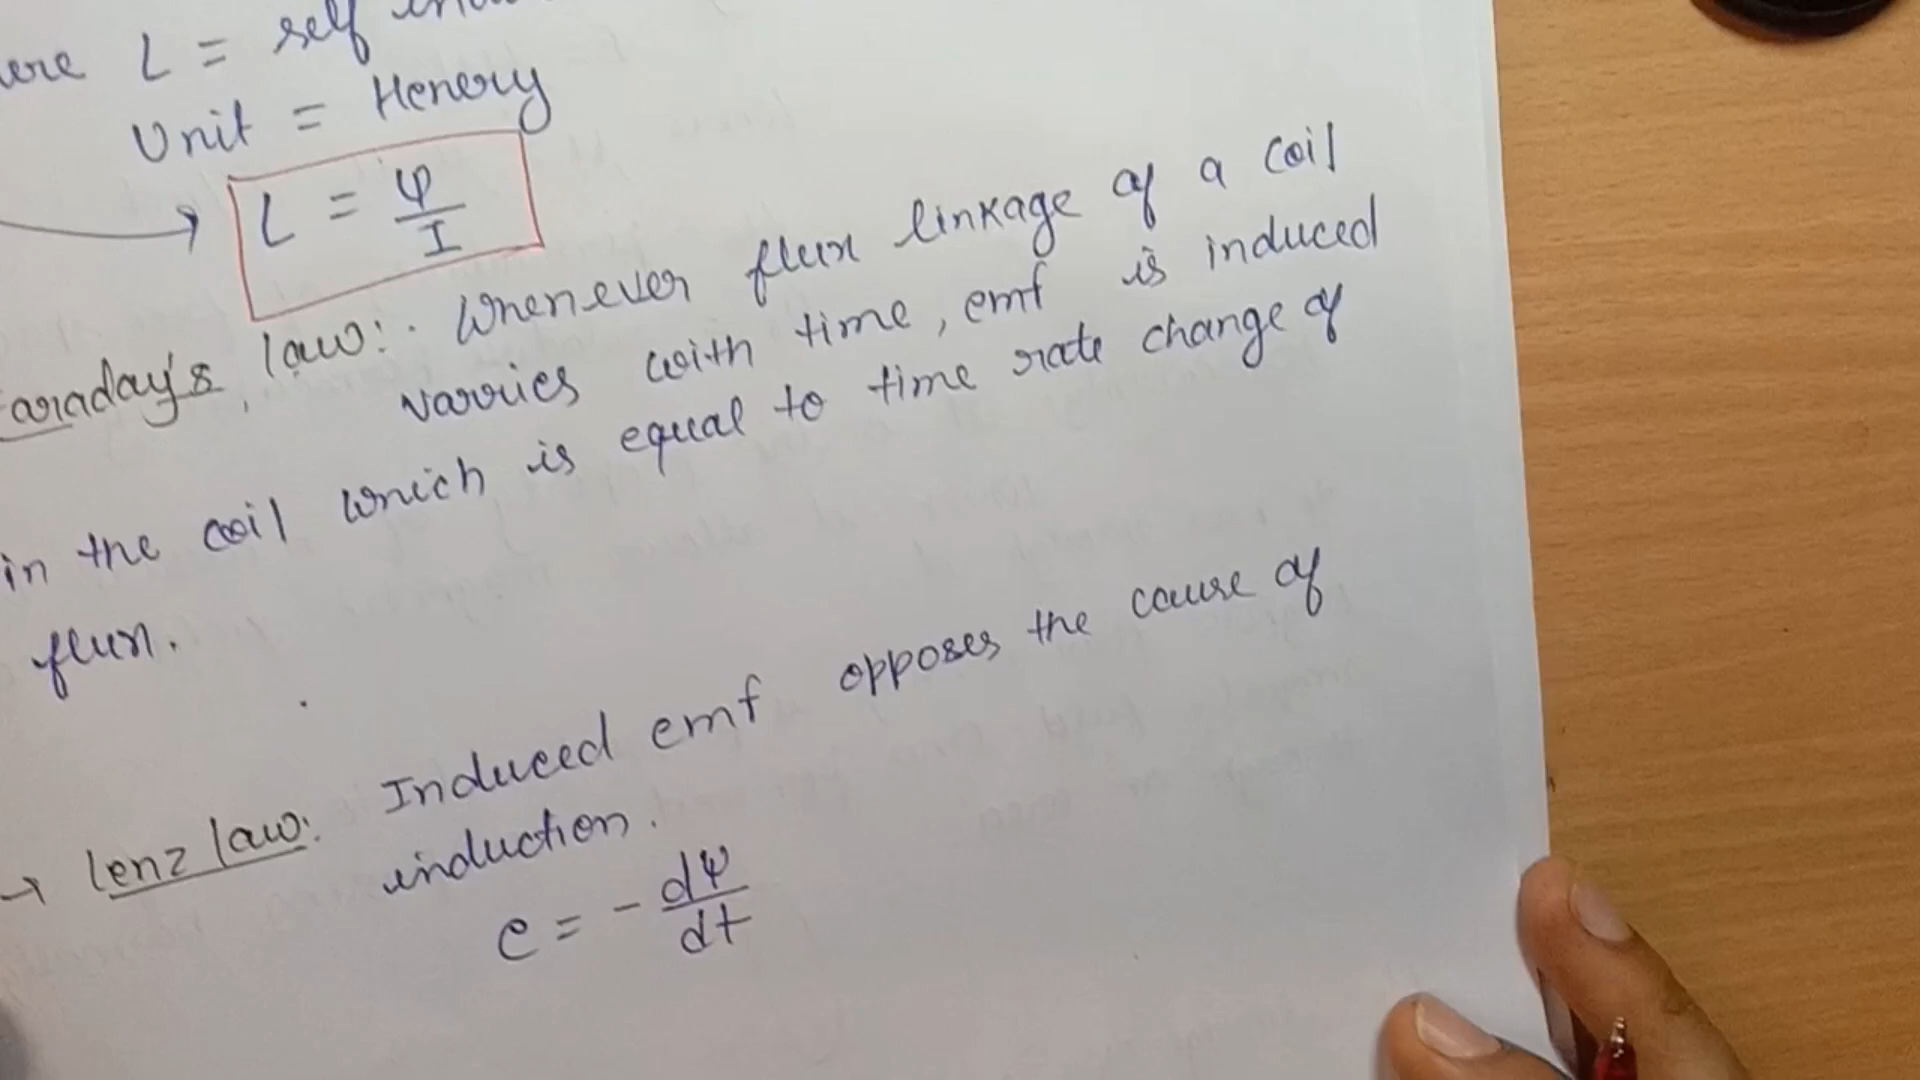 L = self
Unit = Henery
L = ψ/I
araday's law: Whenever flux linkage of a coil
varries with time, emf is induced
in the coil which is equal to time rate change of
flux.
→ lenz law: Induced emf opposes the cause of
induction.
e = - dψ/dt